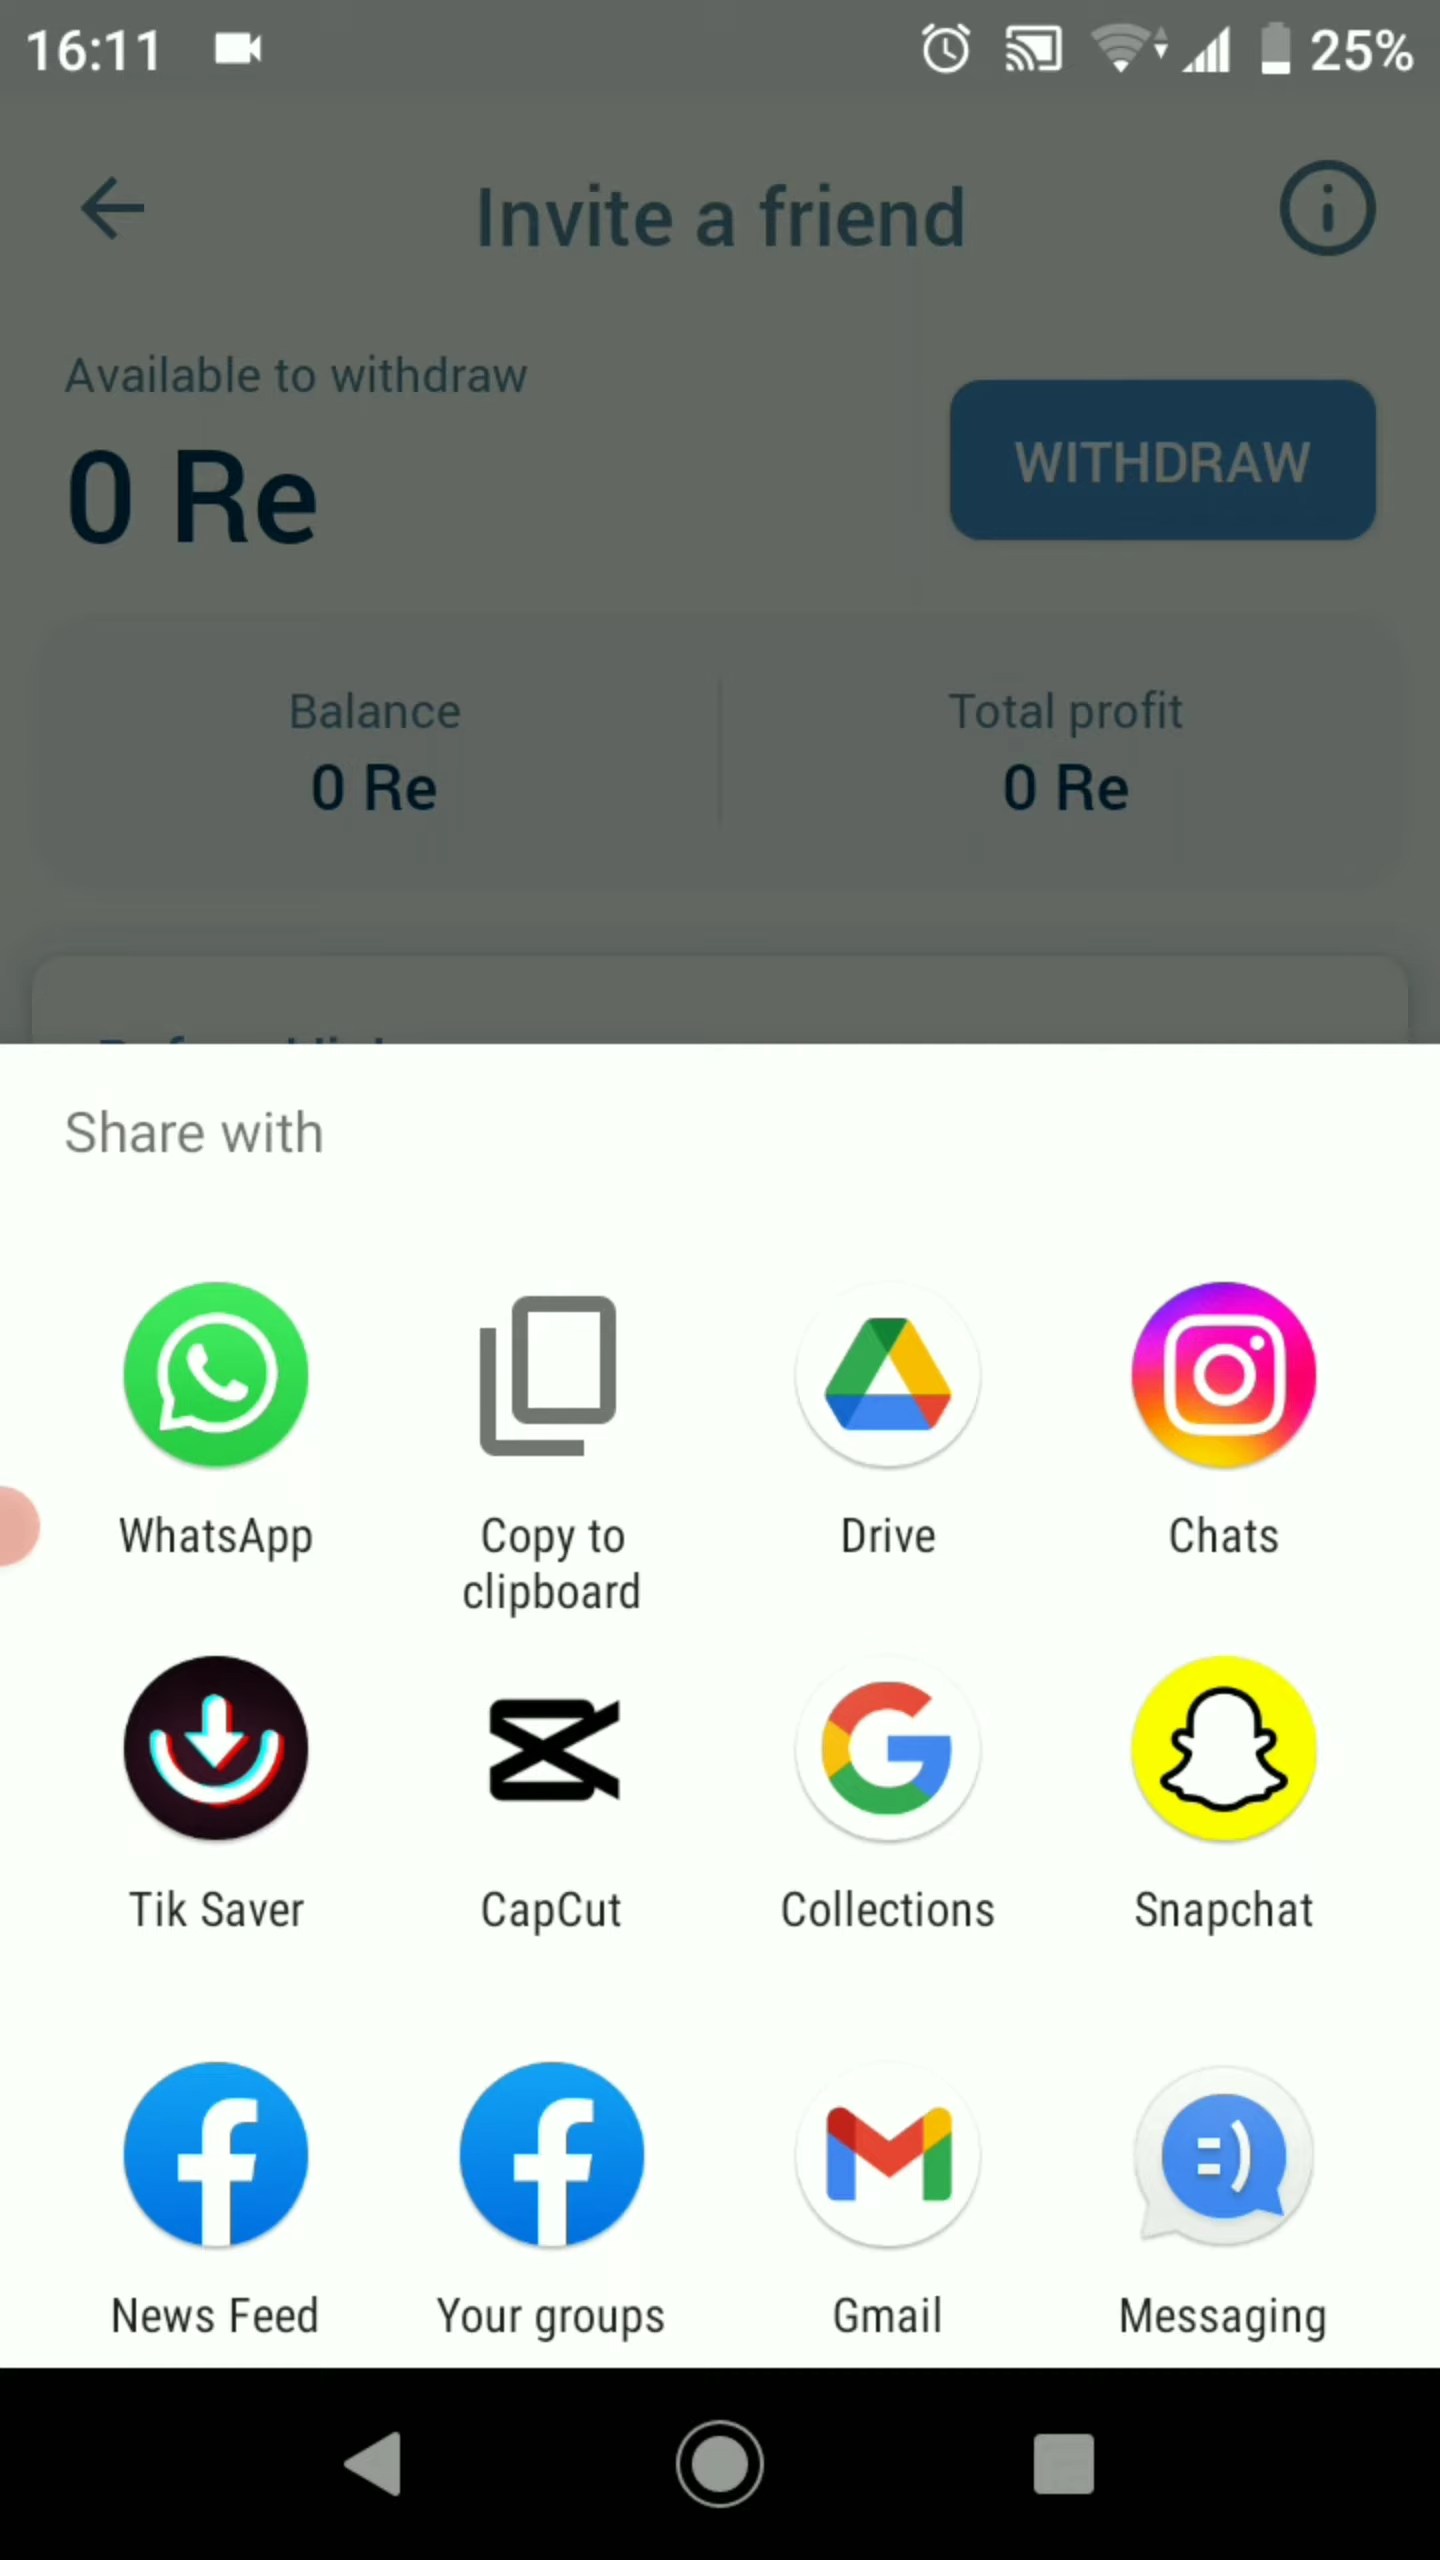 16:11
25%
Invite a friend
Available to withdraw
0 Re
WITHDRAW
Balance
Total profit
0 Re
0 Re
Share with
WhatsApp
Copy to
clipboard
Drive
Chats
Tik Saver
CapCut
Collections
Snapchat
News Feed
Your groups
Gmail
Messaging